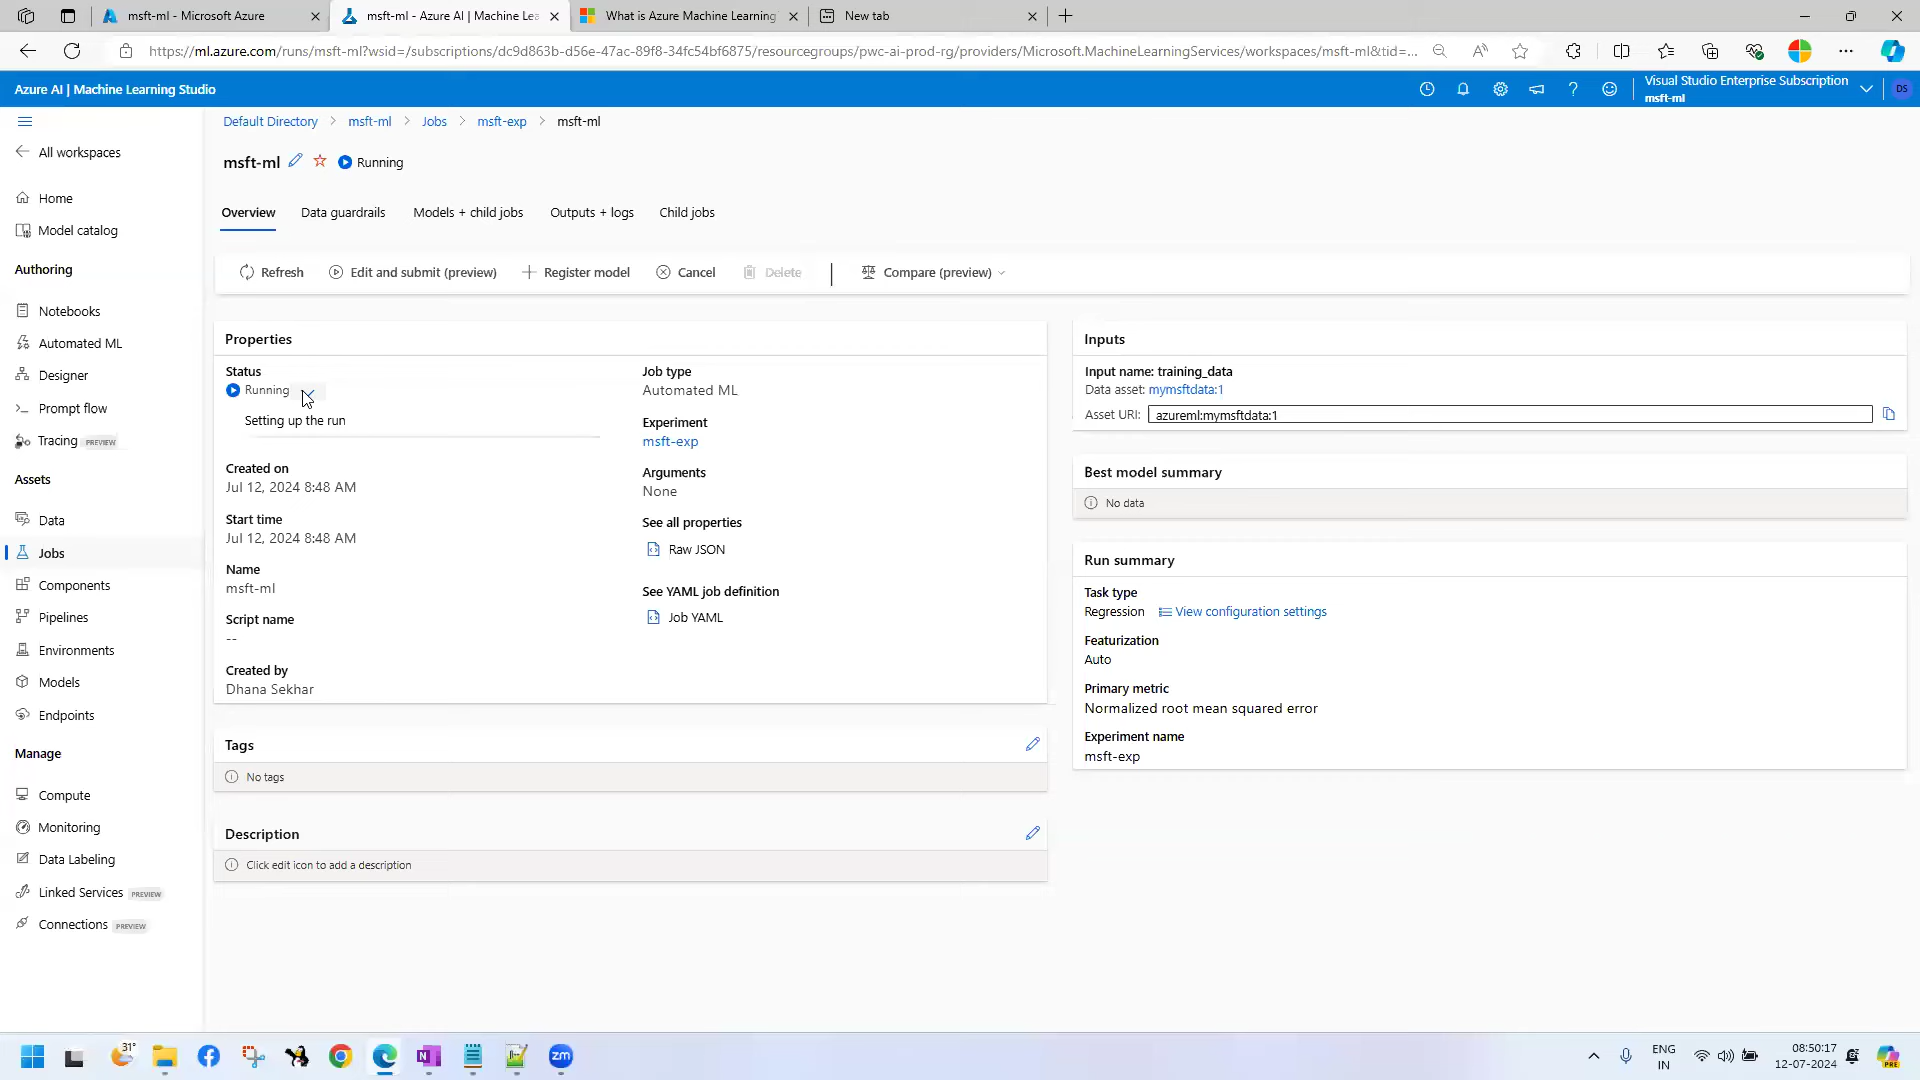 msft-ml - Microsoft Azure
msft-ml - Azure AI | Machine Lea
What is Azure Machine Learning
New tab
https://ml.azure.com/runs/msft-ml?wsid=/subscriptions/dc9d863b-d56e-47ac-89f8-34fc54bf6875/resourcegroups/pwc-ai-prod-rg/providers/Microsoft.MachineLearningServices/workspaces/msft-ml&tid=...
Azure AI | Machine Learning Studio
Visual Studio Enterprise Subscription
msft-ml
DS
Default Directory > msft-ml > Jobs > msft-exp > msft-ml
All workspaces
Home
Model catalog
Authoring
Notebooks
Automated ML
Designer
Prompt flow
Tracing PREVIEW
Assets
Data
Jobs
Components
Pipelines
Environments
Models
Endpoints
Manage
Compute
Monitoring
Data Labeling
Linked Services PREVIEW
Connections PREVIEW
msft-ml Running
Overview Data guardrails Models + child jobs Outputs + logs Child jobs
Refresh Edit and submit (preview) Register model Cancel Delete Compare (preview)
Properties
Status
Running
Setting up the run
Created on
Jul 12, 2024 8:48 AM
Start time
Jul 12, 2024 8:48 AM
Name
msft-ml
Script name
--
Created by
Dhana Sekhar
Job type
Automated ML
Experiment
msft-exp
Arguments
None
See all properties
Raw JSON
See YAML job definition
Job YAML
Tags
No tags
Description
Click edit icon to add a description
Inputs
Input name: training_data
Data asset: mymsftdata:1
Asset URI: azureml:mymsftdata:1
Best model summary
No data
Run summary
Task type
Regression View configuration settings
Featurization
Auto
Primary metric
Normalized root mean squared error
Experiment name
msft-exp
31°
zm
ENG
IN
08:50:17
12-07-2024
PRE